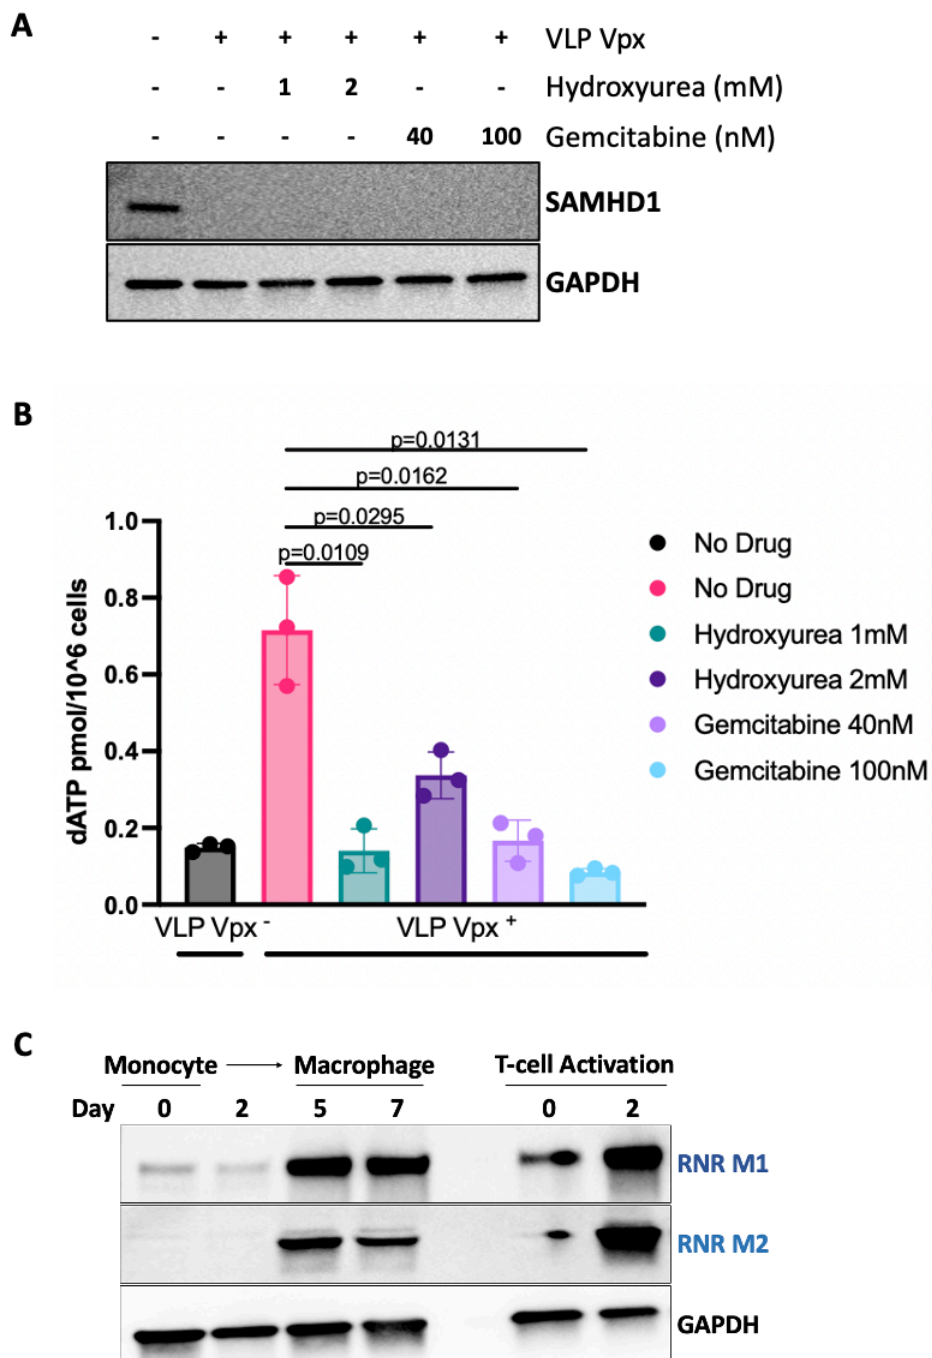 A
- + + + + + VLP Vpx
- - 1 2 - - Hydroxyurea (mM)
- - - - 40 100 Gemcitabine (nM)
SAMHD1
GAPDH
B
p=0.0131
p=0.0162
p=0.0295
p=0.0109
1.0
0.8
0.6
0.4
0.2
0.0
dATP pmol/10^6 cells
VLP Vpx -
VLP Vpx +
No Drug
No Drug
Hydroxyurea 1mM
Hydroxyurea 2mM
Gemcitabine 40nM
Gemcitabine 100nM
C
Monocyte → Macrophage T-cell Activation
Day 0 2 5 7 0 2
RNR M1
RNR M2
GAPDH